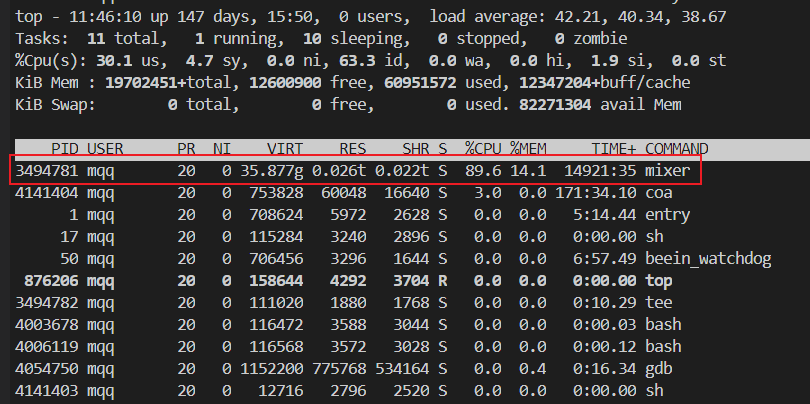 top - 11:46:10 up 147 days, 15:50,  0 users,  load average: 42.21, 40.34, 38.67
Tasks:  11 total,   1 running,  10 sleeping,   0 stopped,   0 zombie
%Cpu(s): 30.1 us,  4.7 sy,  0.0 ni, 63.3 id,  0.0 wa,  0.0 hi,  1.9 si,  0.0 st
KiB Mem : 19702451+total, 12600900 free, 60951572 used, 12347204+buff/cache
KiB Swap:        0 total,        0 free,        0 used. 82271304 avail Mem
PID USER      PR  NI    VIRT    RES    SHR S  %CPU %MEM     TIME+ COMMAND
3494781 mqq       20   0 35.877g 0.026t 0.022t S  89.6 14.1  14921:35 mixer
4141404 mqq       20   0  753828  60048  16640 S   3.0  0.0 171:34.10 coa
1 mqq       20   0  708624   5972   2628 S   0.0  0.0   5:14.44 entry
17 mqq       20   0  115284   3240   2896 S   0.0  0.0   0:00.00 sh
50 mqq       20   0  706456   3296   1644 S   0.0  0.0   6:57.49 beein_watchdog
876206 mqq       20   0  158644   4292   3704 R   0.0  0.0   0:00.00 top
3494782 mqq       20   0  111020   1880   1768 S   0.0  0.0   0:10.29 tee
4003678 mqq       20   0  116472   3588   3044 S   0.0  0.0   0:00.03 bash
4006119 mqq       20   0  116568   3572   3028 S   0.0  0.0   0:00.12 bash
4054750 mqq       20   0 1152200 775768 534164 S   0.0  0.4   0:16.34 gdb
4141403 mqq       20   0   12716   2796   2520 S   0.0  0.0   0:00.00 sh